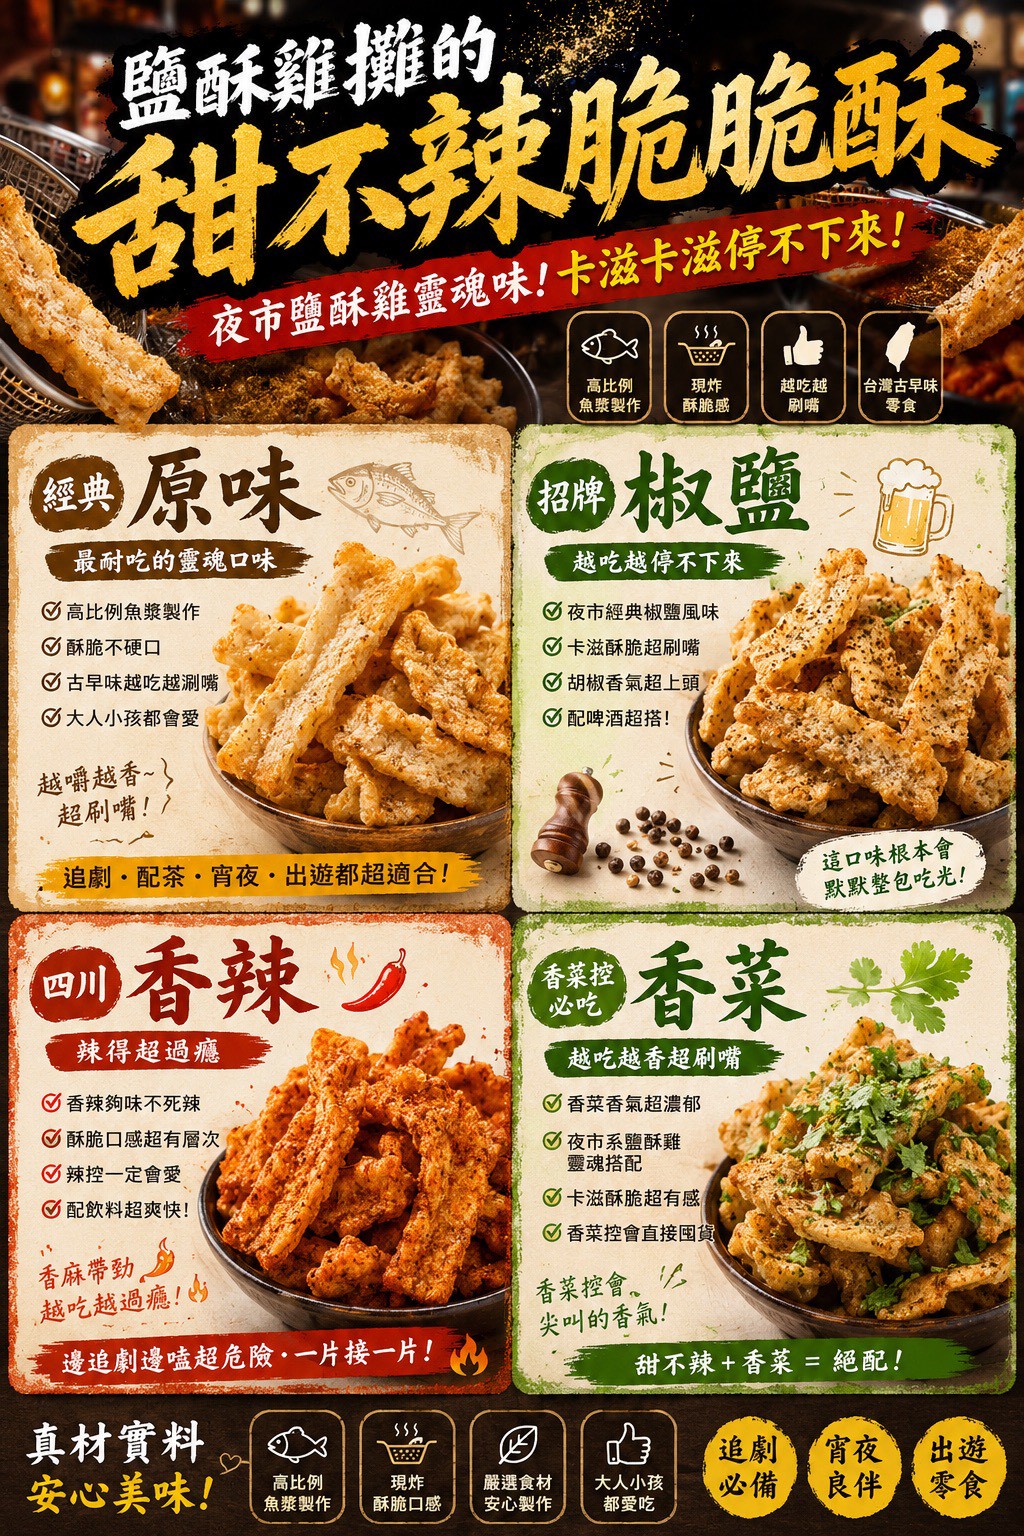 鹽酥雞攤的
甜不辣脆脆酥
夜市鹽酥雞靈魂味！卡滋卡滋停不下來！
高比例
魚漿製作
現炸
酥脆感
越吃越
刷嘴
台灣古早味
零食
經典
原味
最耐吃的靈魂口味
高比例魚漿製作
酥脆不硬口
古早味越吃越涮嘴
大人小孩都會愛
越嚼越香~
超刷嘴！
追劇·配茶·宵夜·出遊都超適合！
招牌
椒鹽
越吃越停不下來
夜市經典椒鹽風味
卡滋酥脆超刷嘴
胡椒香氣超上頭
配啤酒超搭！
這口味根本會
默默整包吃光！
四川
香辣
辣得超過癮
香辣夠味不死辣
酥脆口感超有層次
辣控一定會愛
配飲料超爽快！
香麻帶勁
越吃越過癮！
邊追劇邊嗑超危險·一片接一片！
香菜控
必吃
香菜
越吃越香超刷嘴
香菜香氣超濃郁
夜市系鹽酥雞
靈魂搭配
卡滋酥脆超有感
香菜控會直接囤貨
香菜控會
尖叫的香氣！
甜不辣+香菜=絕配！
真材實料
安心美味！
高比例
魚漿製作
現炸
酥脆口感
嚴選食材
安心製作
大人小孩
都愛吃
追劇
必備
宵夜
良伴
出遊
零食